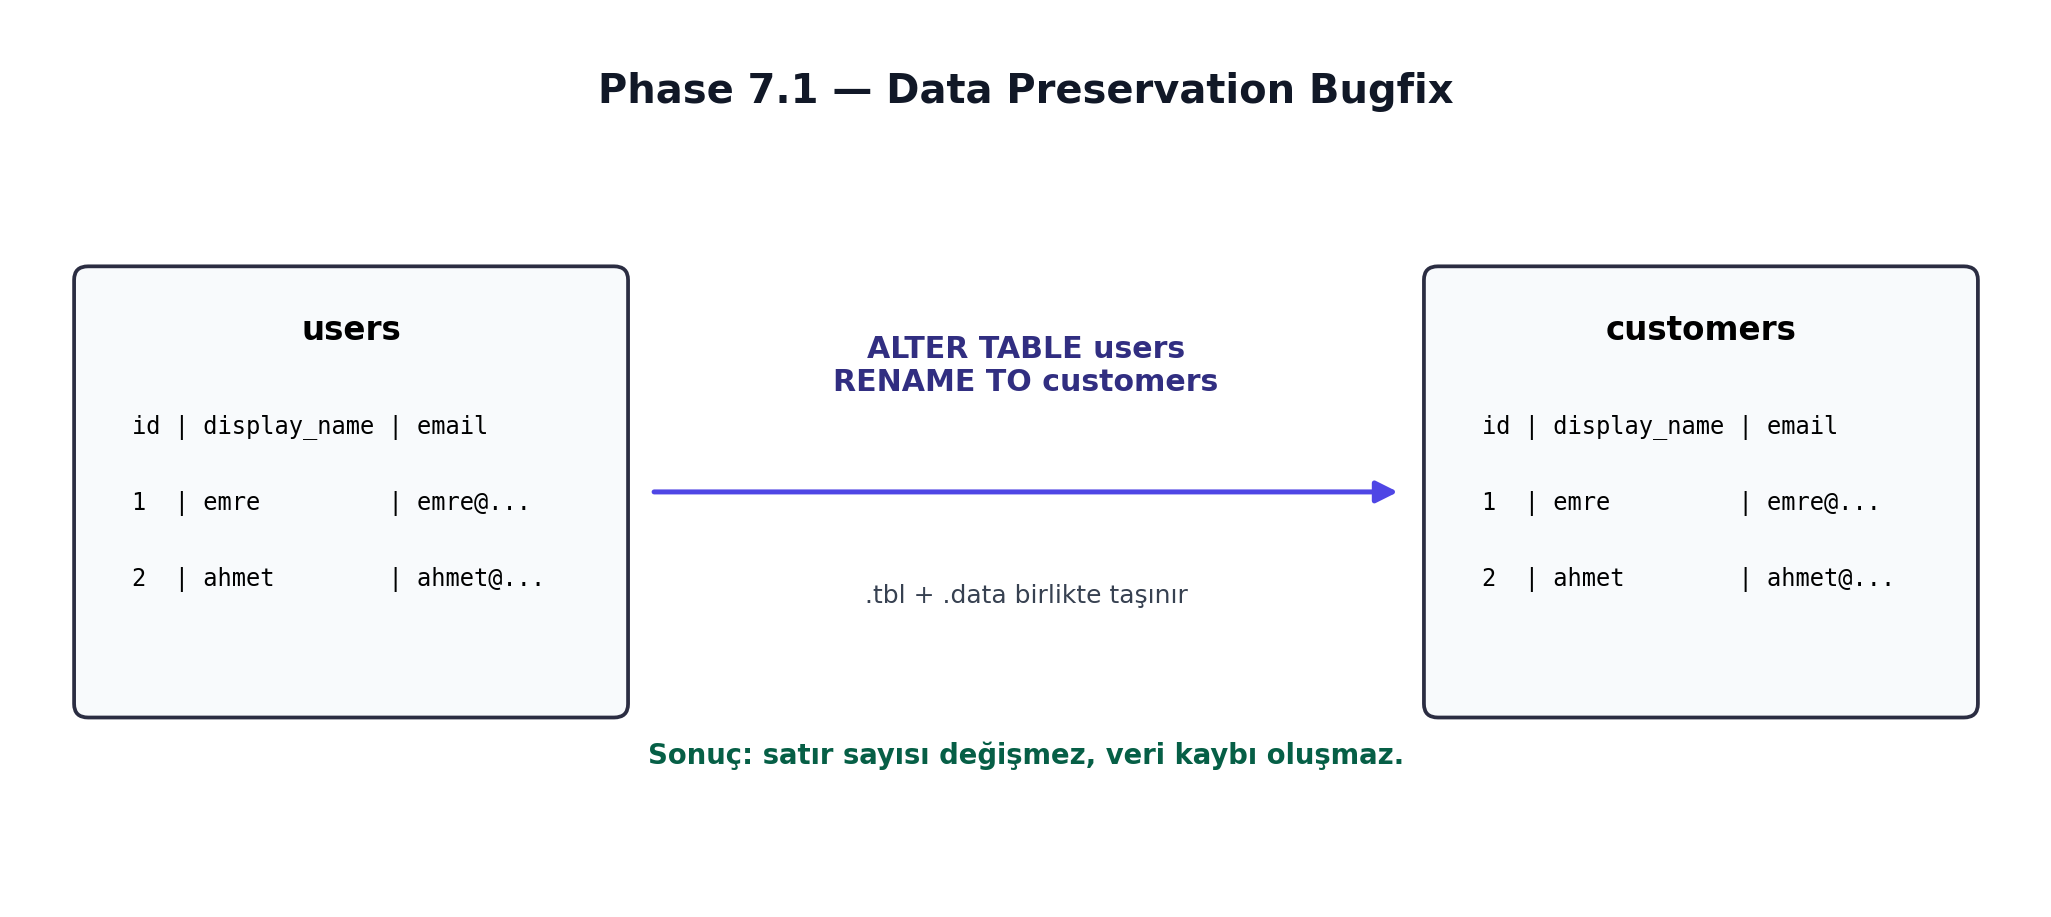 Phase 7.1 — Data Preservation Bugfix
users
id | display_name | email
1  | emre         | emre@...
2  | ahmet        | ahmet@...
ALTER TABLE users
RENAME TO customers
.tbl + .data birlikte taşınır
customers
id | display_name | email
1  | emre         | emre@...
2  | ahmet        | ahmet@...
Sonuç: satır sayısı değişmez, veri kaybı oluşmaz.